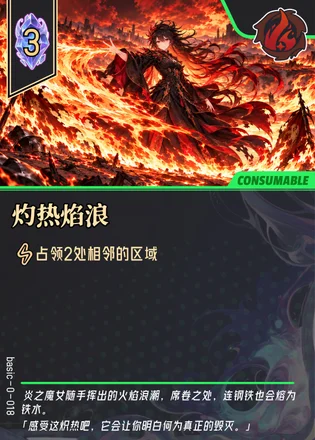 3
CONSUMABLE
灼热焰浪
占领2处相邻的区域
basic-0-018
炎之魔女随手挥出的火焰浪潮，席卷之处，连钢铁也会熔为
铁水。
「感受这炽热吧，它会让你明白何为真正的毁灭。」